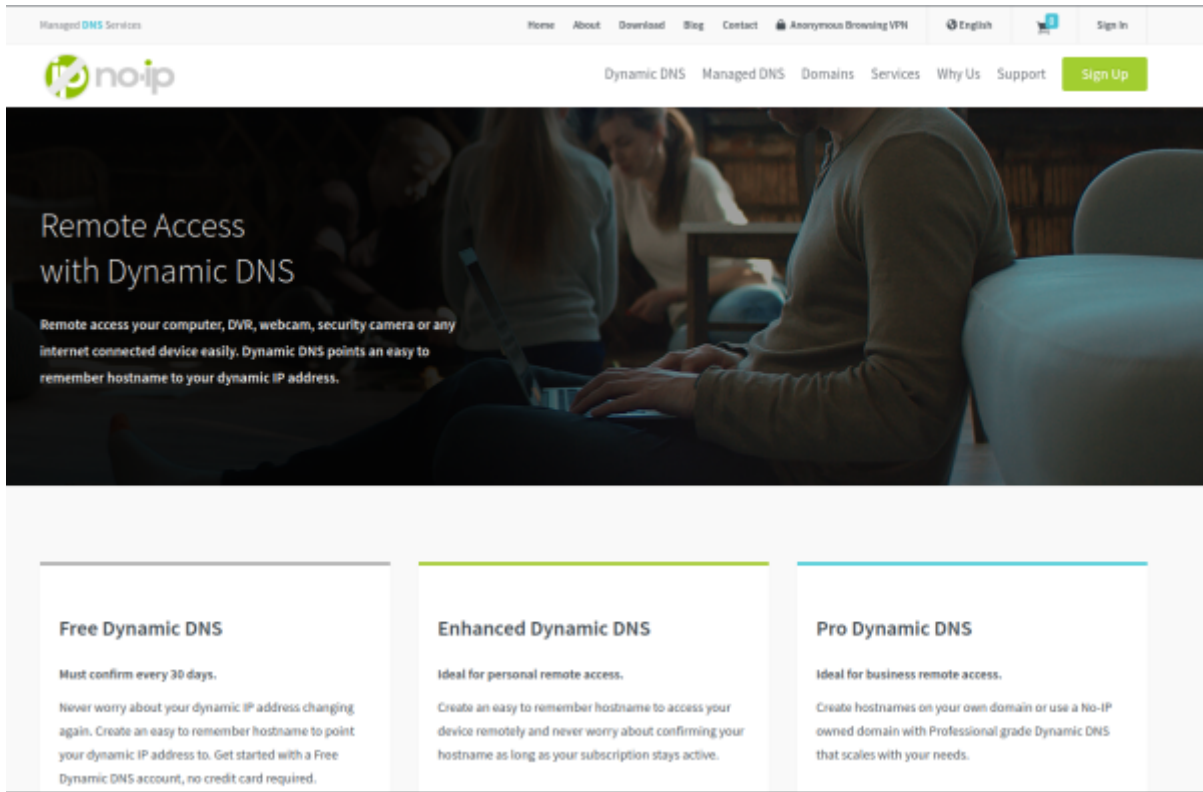 Managed DNS Services
Home About Download Blog Contact Anonymous Browsing VPN English 0 Sign In
no·ip
Dynamic DNS Managed DNS Domains Services Why Us Support Sign Up
Remote Access
with Dynamic DNS
Remote access your computer, DVR, webcam, security camera or any
internet connected device easily. Dynamic DNS points an easy to
remember hostname to your dynamic IP address.
Free Dynamic DNS
Must confirm every 30 days.
Never worry about your dynamic IP address changing
again. Create an easy to remember hostname to point
your dynamic IP address to. Get started with a Free
Dynamic DNS account, no credit card required.
Enhanced Dynamic DNS
Ideal for personal remote access.
Create an easy to remember hostname to access your
device remotely and never worry about confirming your
hostname as long as your subscription stays active.
Pro Dynamic DNS
Ideal for business remote access.
Create hostnames on your own domain or use a No-IP
owned domain with Professional grade Dynamic DNS
that scales with your needs.